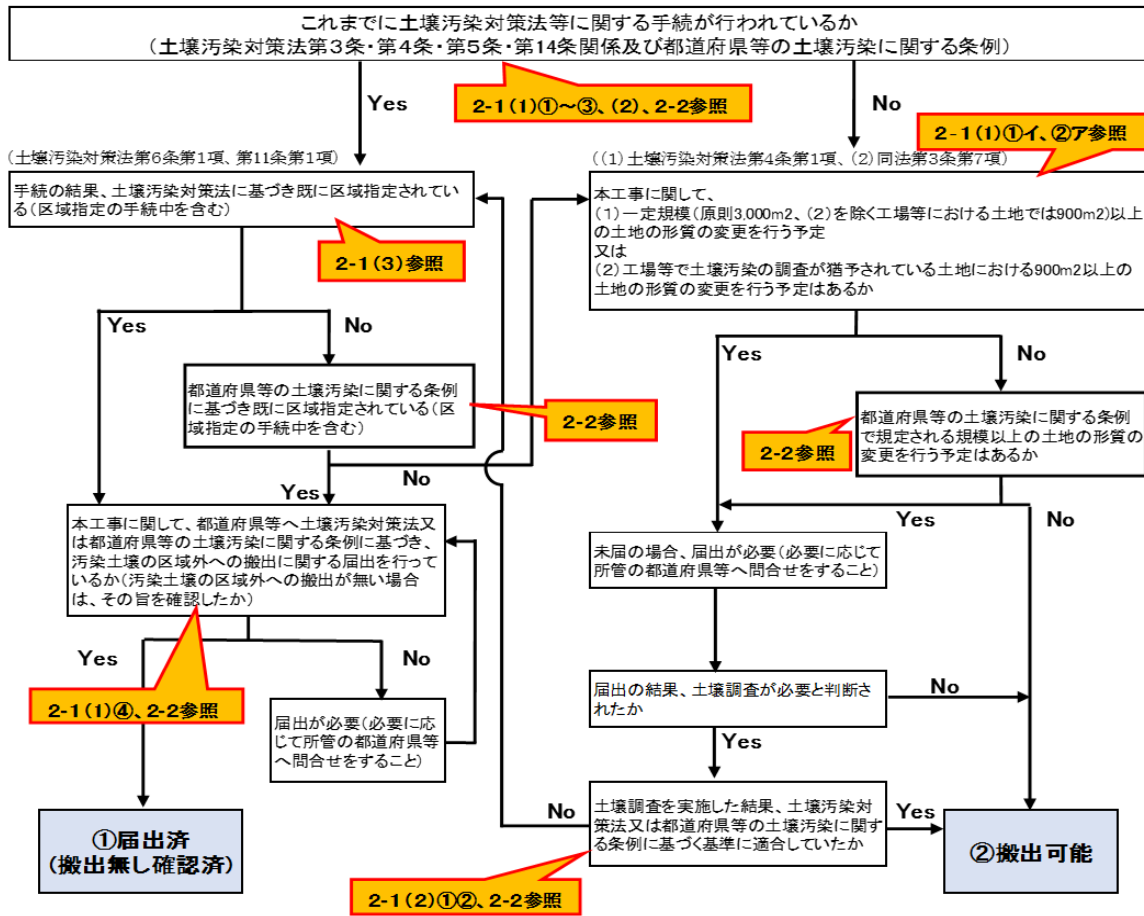 これまでに土壌汚染対策法等に関する手続が行われているか
(土壌汚染対策法第3条・第4条・第5条・第14条関係及び都道府県等の土壌汚染に関する条例)
Yes
2-1(1)①～③、(2)、2-2参照
No
2-1(1)①イ、②ア参照
(土壌汚染対策法第6条第1項、第11条第1項)
手続の結果、土壌汚染対策法に基づき既に区域指定されてい
る(区域指定の手続中を含む)
2-1(3)参照
((1)土壌汚染対策法第4条第1項、(2)同法第3条第7項)
本工事に関して、
(1)一定規模(原則3,000m2、(2)を除く工場等における土地では900m2)以上
の土地の形質の変更を行う予定
又は
(2)工場等で土壌汚染の調査が猶予されている土地における900m2以上の
土地の形質の変更を行う予定はあるか
Yes
No
都道府県等の土壌汚染に関する条例
に基づき既に区域指定されている(区
域指定の手続中を含む)
2-2参照
Yes
No
都道府県等の土壌汚染に関する条例
で規定される規模以上の土地の形質の
変更を行う予定はあるか
2-2参照
No
Yes
本工事に関して、都道府県等へ土壌汚染対策法又
は都道府県等の土壌汚染に関する条例に基づき、
汚染土壌の区域外への搬出に関する届出を行って
いるか(汚染土壌の区域外への搬出が無い場合
は、その旨を確認したか)
Yes
No
未届の場合、届出が必要(必要に応じて
所管の都道府県等へ問合せをすること)
Yes
No
2-1(1)④、2-2参照
届出が必要(必要に応
じて所管の都道府県等
へ問合せをすること)
届出の結果、土壌調査が必要と判断さ
れたか
No
Yes
①届出済
(搬出無し確認済)
No
土壌調査を実施した結果、土壌汚染対
策法又は都道府県等の土壌汚染に関す
る条例に基づく基準に適合していたか
Yes
②搬出可能
2-1(2)①②、2-2参照